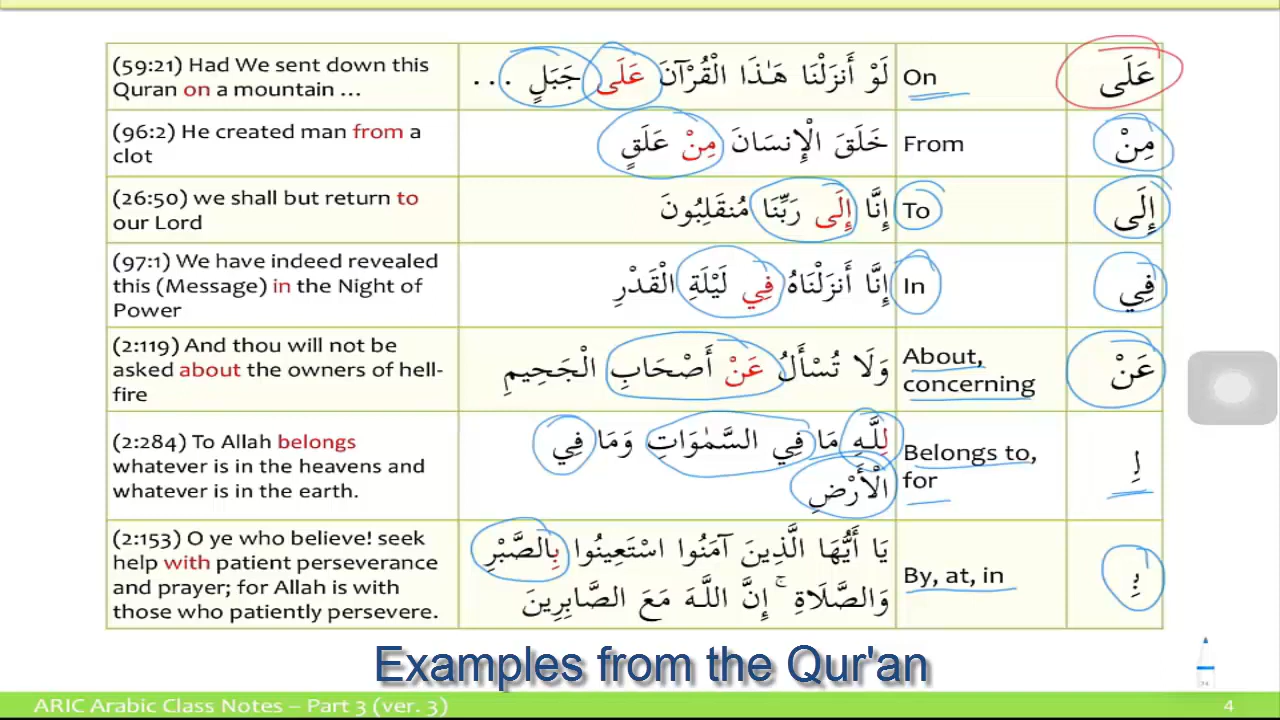 (59:21) Had We sent down this
Quran on a mountain …
لَوْ أَنزَلْنَا هَـٰذَا الْقُرْآنَ عَلَى جَبَلٍ ...
On
عَلَى
(96:2) He created man from a
clot
خَلَقَ الْإِنسَانَ مِنْ عَلَقٍ
From
مِنْ
(26:50) we shall but return to
our Lord
إِنَّا إِلَى رَبِّنَا مُنقَلِبُونَ
To
إِلَى
(97:1) We have indeed revealed
this (Message) in the Night of
Power
إِنَّا أَنزَلْنَاهُ فِي لَيْلَةِ الْقَدْرِ
In
فِي
(2:119) And thou will not be
asked about the owners of hell-
fire
وَلَا تُسْأَلُ عَنْ أَصْحَابِ الْجَحِيمِ
About,
concerning
عَنْ
(2:284) To Allah belongs
whatever is in the heavens and
whatever is in the earth.
لِلَّـهِ مَا فِي السَّمٰوَاتِ وَمَا فِي
الْأَرْضِ
Belongs to,
for
لِ
(2:153) O ye who believe! seek
help with patient perseverance
and prayer; for Allah is with
those who patiently persevere.
يَا أَيُّهَا الَّذِينَ آمَنُوا اسْتَعِينُوا بِالصَّبْرِ
وَالصَّلَاةِ ۚ إِنَّ اللَّـهَ مَعَ الصَّابِرِينَ
By, at, in
بِ
Examples from the Qur'an
ARIC Arabic Class Notes – Part 3 (ver. 3)
4